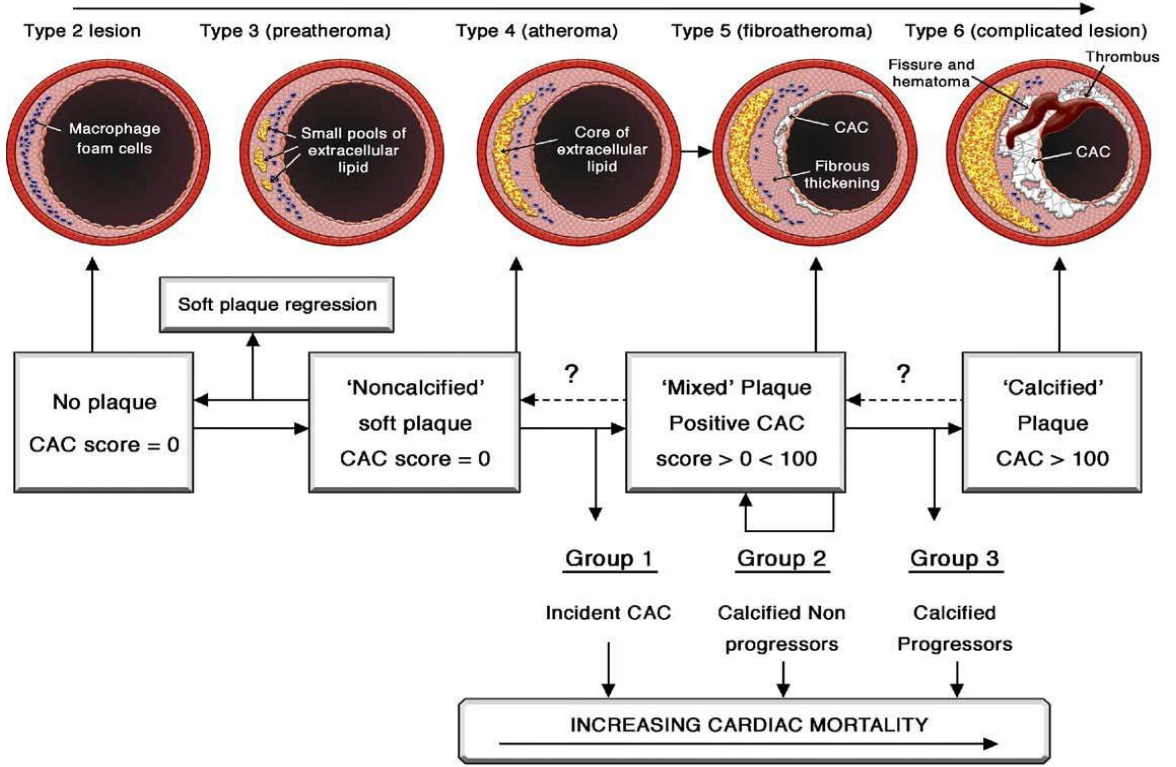 Type 2 lesion
Type 3 (preatheroma)
Type 4 (atheroma)
Type 5 (fibroatheroma)
Type 6 (complicated lesion)
Macrophage
foam cells
Small pools of
extracellular
lipid
Core of
extracellular
lipid
CAC
Fibrous
thickening
Fissure and
hematoma
Thrombus
CAC
Soft plaque regression
No plaque
CAC score = 0
'Noncalcified'
soft plaque
CAC score = 0
?
'Mixed' Plaque
Positive CAC
score > 0 < 100
?
'Calcified'
Plaque
CAC > 100
Group 1
Incident CAC
Group 2
Calcified Non
progressors
Group 3
Calcified
Progressors
INCREASING CARDIAC MORTALITY